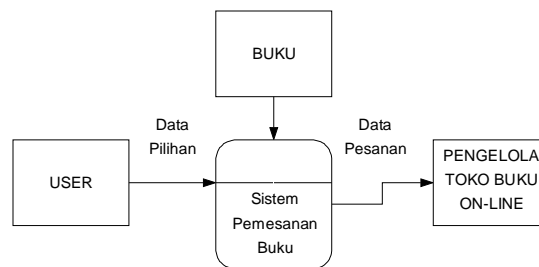 BUKU
Data
Pilihan
Data
Pesanan
USER
Sistem
Pemesanan
Buku
PENGELOLA
TOKO BUKU
ON-LINE